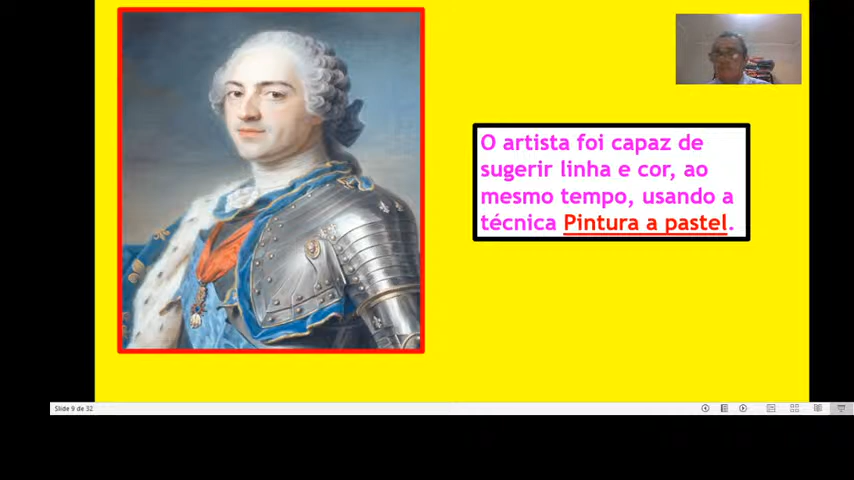 O artista foi capaz de
sugerir linha e cor, ao
mesmo tempo, usando a
técnica Pintura a pastel.
Slide 9 de 32